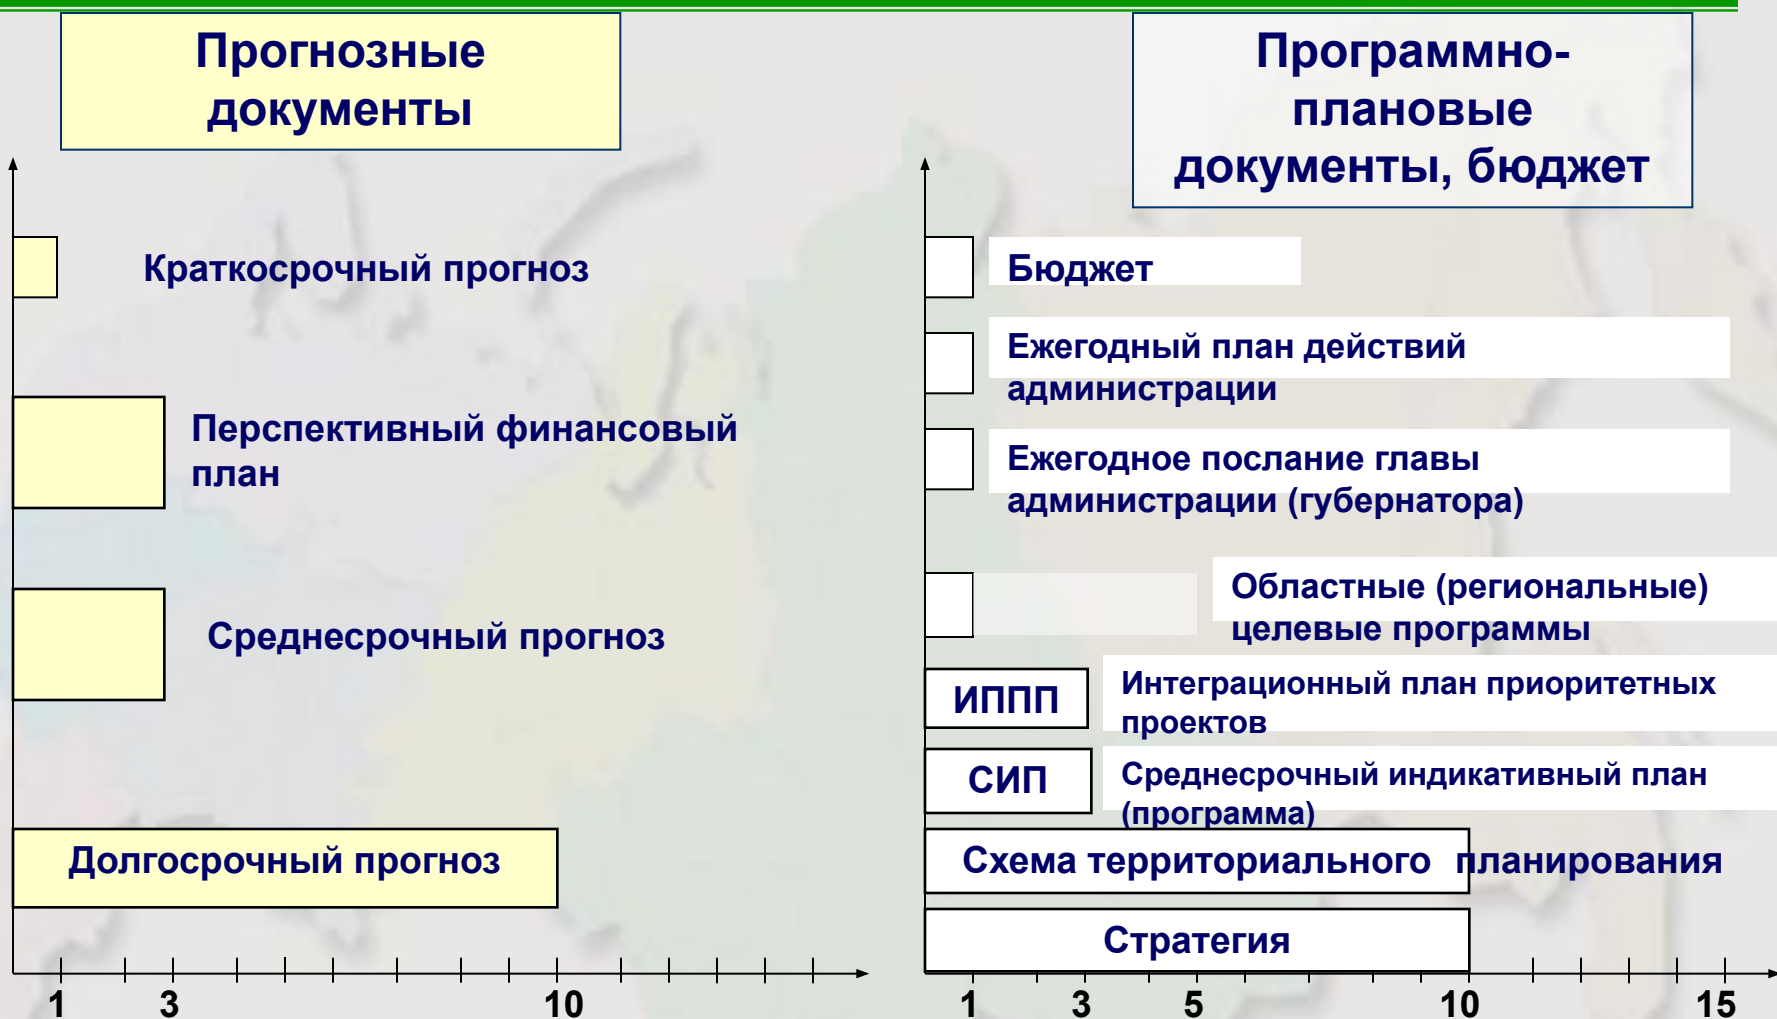 Прогнозные
документы
Краткосрочный прогноз
Перспективный финансовый
план
Среднесрочный прогноз
Долгосрочный прогноз
1 3 10
Программно-
плановые
документы, бюджет
Бюджет
Ежегодный план действий
администрации
Ежегодное послание главы
администрации (губернатора)
Областные (региональные)
целевые программы
ИППП
Интеграционный план приоритетных
проектов
СИП
Среднесрочный индикативный план
(программа)
Схема территориального планирования
Стратегия
1 3 5 10 15